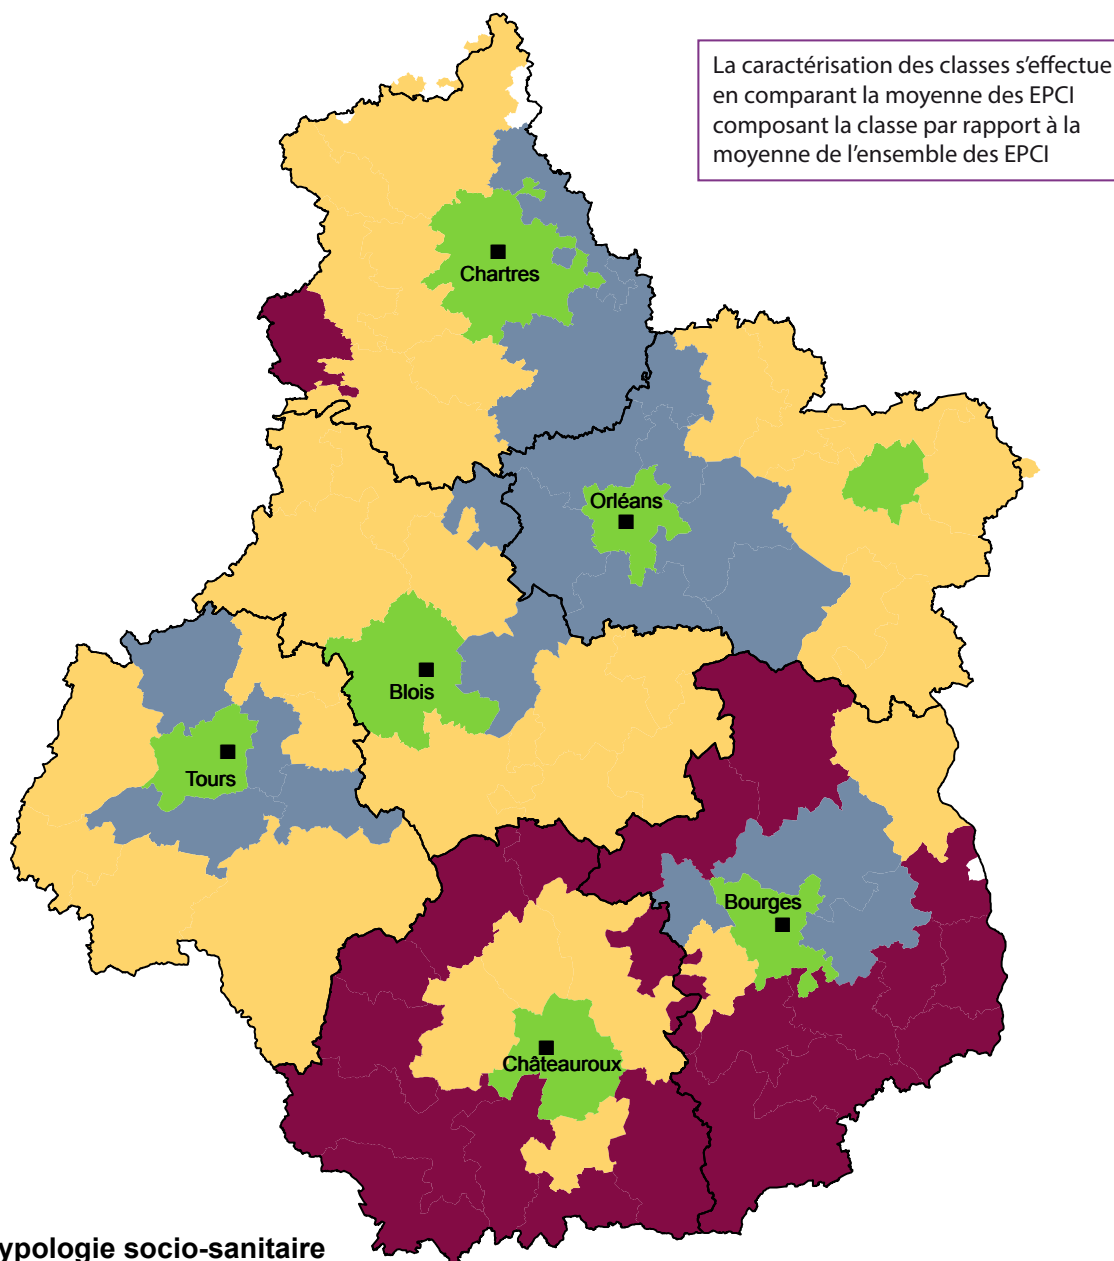 La caractérisation des classes s’effectue
en comparant la moyenne des EPCI
composant la classe par rapport à la
moyenne de l’ensemble des EPCI
Chartres
Orléans
Blois
Tours
Bourges
Châteauroux
ypologie socio-sanitaire